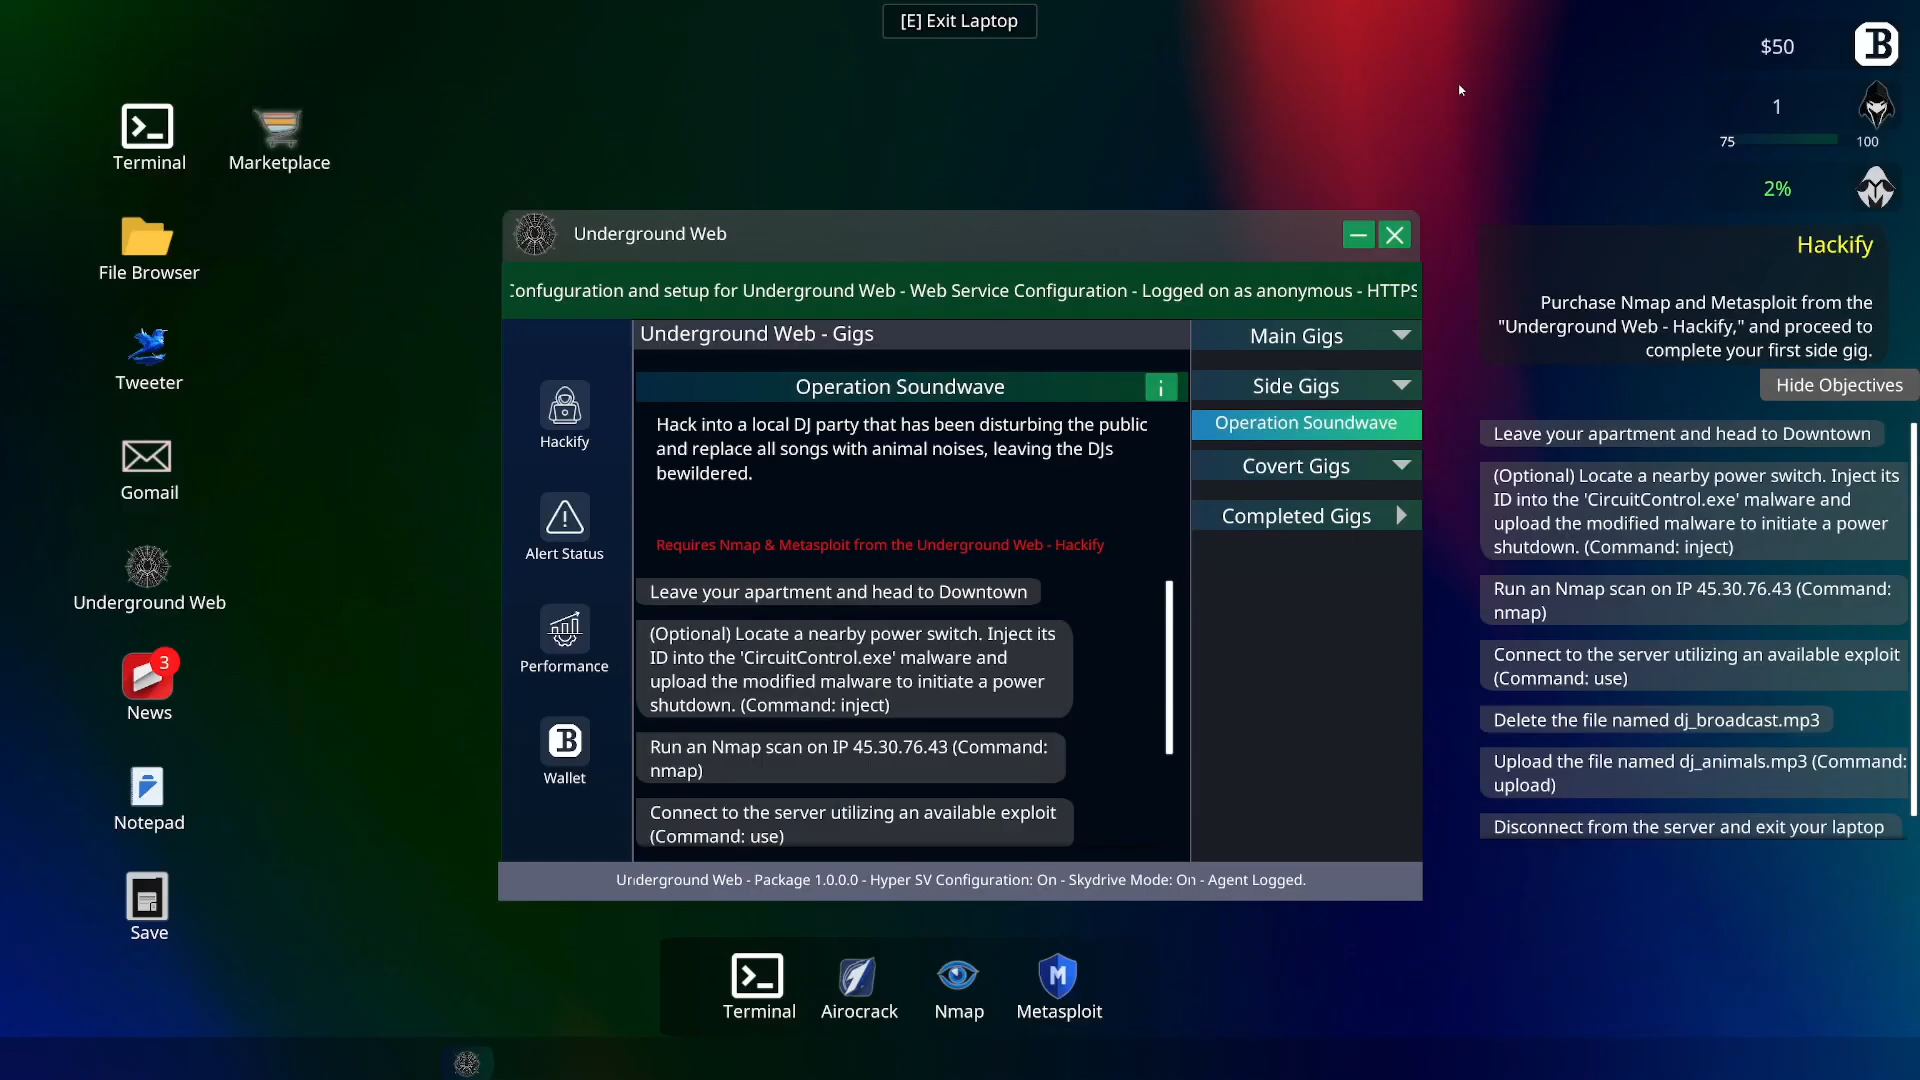 [E] Exit Laptop
$50
1
75
100
2%
Terminal
Marketplace
File Browser
Tweeter
Gomail
Underground Web
3
News
Notepad
Save
Underground Web
Confuguration and setup for Underground Web - Web Service Configuration - Logged on as anonymous - HTTPS
Hackify
Alert Status
Performance
Wallet
Underground Web - Gigs
Operation Soundwave
i
Hack into a local DJ party that has been disturbing the public
and replace all songs with animal noises, leaving the DJs
bewildered.
Requires Nmap & Metasploit from the Underground Web - Hackify
Leave your apartment and head to Downtown
(Optional) Locate a nearby power switch. Inject its
ID into the 'CircuitControl.exe' malware and
upload the modified malware to initiate a power
shutdown. (Command: inject)
Run an Nmap scan on IP 45.30.76.43 (Command:
nmap)
Connect to the server utilizing an available exploit
(Command: use)
Main Gigs
Side Gigs
Operation Soundwave
Covert Gigs
Completed Gigs
Underground Web - Package 1.0.0.0 - Hyper SV Configuration: On - Skydrive Mode: On - Agent Logged.
Hackify
Purchase Nmap and Metasploit from the
"Underground Web - Hackify," and proceed to
complete your first side gig.
Hide Objectives
Leave your apartment and head to Downtown
(Optional) Locate a nearby power switch. Inject its
ID into the 'CircuitControl.exe' malware and
upload the modified malware to initiate a power
shutdown. (Command: inject)
Run an Nmap scan on IP 45.30.76.43 (Command:
nmap)
Connect to the server utilizing an available exploit
(Command: use)
Delete the file named dj_broadcast.mp3
Upload the file named dj_animals.mp3 (Command:
upload)
Disconnect from the server and exit your laptop
Terminal
Airocrack
Nmap
Metasploit